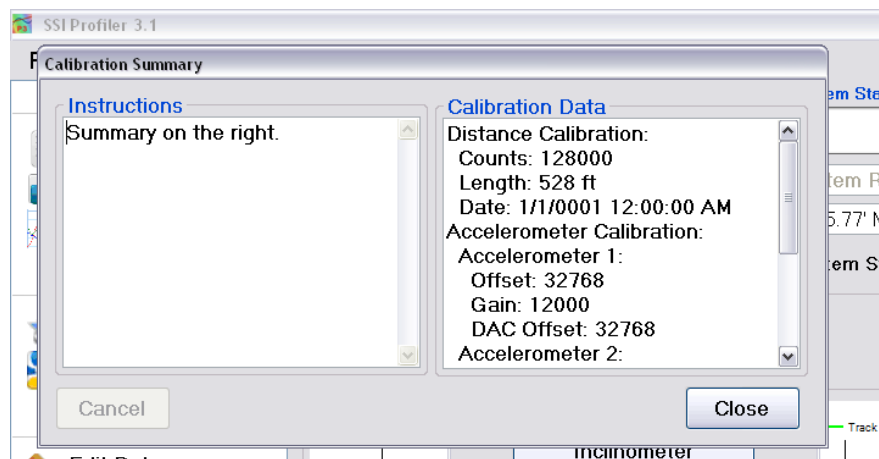 SSI Profiler 3.1
Calibration Summary
Instructions
Summary on the right.
Calibration Data
Distance Calibration:
Counts: 128000
Length: 528 ft
Date: 1/1/0001 12:00:00 AM
Accelerometer Calibration:
Accelerometer 1:
Offset: 32768
Gain: 12000
DAC Offset: 32768
Accelerometer 2:
Cancel
Close
em Sta
tem R
5.77' N
tem S
Track
Inclinometer